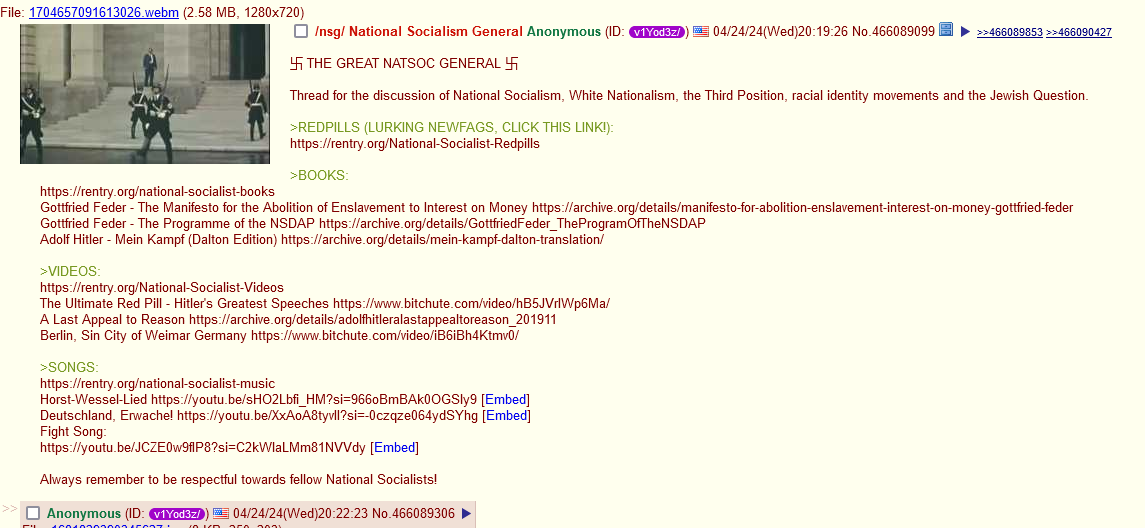 File: 1704657091613026.webm (2.58 MB, 1280x720)
/nsg/ National Socialism General Anonymous (ID: v1Yod3z/) 04/24/24(Wed)20:19:26 No.466089099 ▶ >>466089853 >>466090427
卐 THE GREAT NATSOC GENERAL 卐
Thread for the discussion of National Socialism, White Nationalism, the Third Position, racial identity movements and the Jewish Question.
>REDPILLS (LURKING NEWFAGS, CLICK THIS LINK!):
https://rentry.org/National-Socialist-Redpills
>BOOKS:
https://rentry.org/national-socialist-books
Gottfried Feder - The Manifesto for the Abolition of Enslavement to Interest on Money https://archive.org/details/manifesto-for-abolition-enslavement-interest-on-money-gottfried-feder
Gottfried Feder - The Programme of the NSDAP https://archive.org/details/GottfriedFeder_TheProgramOfTheNSDAP
Adolf Hitler - Mein Kampf (Dalton Edition) https://archive.org/details/mein-kampf-dalton-translation/
>VIDEOS:
https://rentry.org/National-Socialist-Videos
The Ultimate Red Pill - Hitler's Greatest Speeches https://www.bitchute.com/video/hB5JVrlWp6Ma/
A Last Appeal to Reason https://archive.org/details/adolfhitleralastappealtoreason_201911
Berlin, Sin City of Weimar Germany https://www.bitchute.com/video/iB6iBh4Ktmv0/
>SONGS:
https://rentry.org/national-socialist-music
Horst-Wessel-Lied https://youtu.be/sHO2Lbfi_HM?si=966oBmBAk0OGSly9 [Embed]
Deutschland, Erwache! https://youtu.be/XxAoA8tyvlI?si=-0czqze064ydSYhg [Embed]
Fight Song:
https://youtu.be/JCZE0w9flP8?si=C2kWlaLMm81NVVdy [Embed]
Always remember to be respectful towards fellow National Socialists!
>> Anonymous (ID: v1Yod3z/) 04/24/24(Wed)20:22:23 No.466089306 ▶